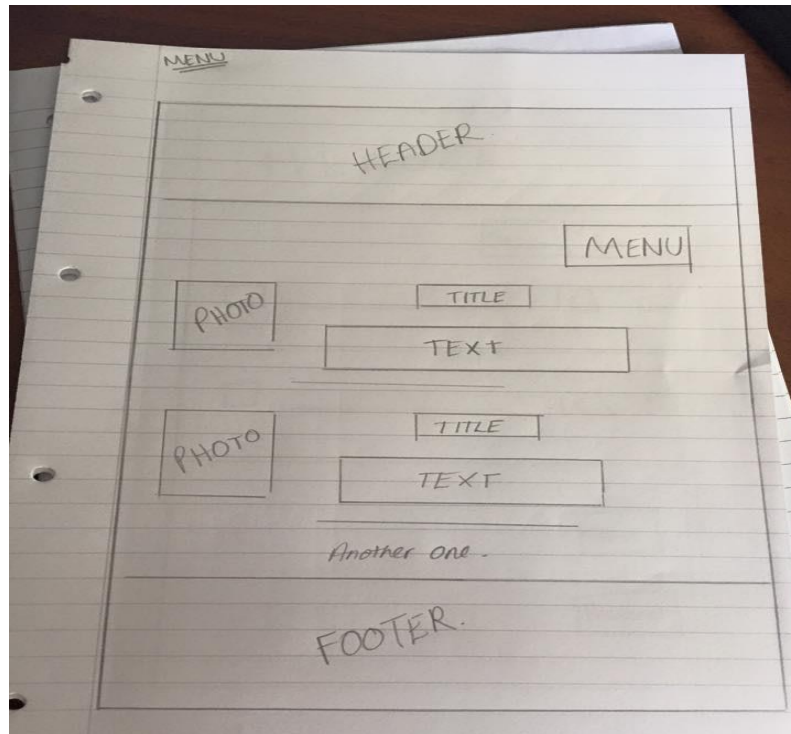 MENU
HEADER
MENU
PHOTO
TITLE
TEXT
PHOTO
TITLE
TEXT
Another one.
FOOTER.